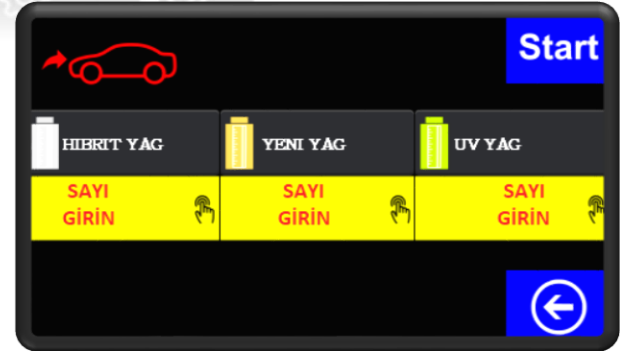 Start
HIBRIT YAG
YENI YAG
UV YAG
SAYI
GİRİN
SAYI
GİRİN
SAYI
GİRİN